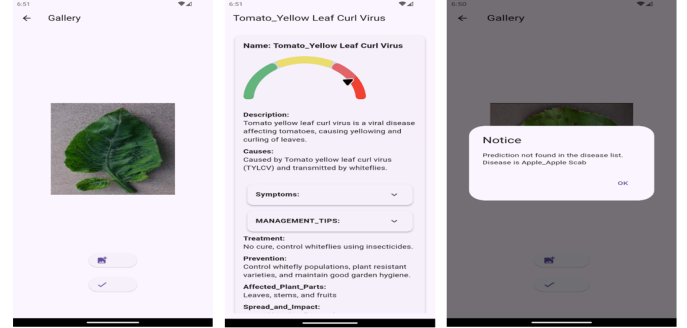 6:51
← Gallery
6:51
Tomato_Yellow Leaf Curl Virus
Name: Tomato_Yellow Leaf Curl Virus
Description:
Tomato yellow leaf curl virus is a viral disease
affecting tomatoes, causing yellowing and
curling of leaves.
Causes:
Caused by Tomato yellow leaf curl virus
(TYLCV) and transmitted by whiteflies.
Symptoms:
MANAGEMENT_TIPS:
Treatment:
No cure, control whiteflies using insecticides.
Prevention:
Control whitefly populations, plant resistant
varieties, and maintain good garden hygiene.
Affected_Plant_Parts:
Leaves, stems, and fruits
Spread_and_Impact:
6:50
← Gallery
Notice
Prediction not found in the disease list.
Disease is Apple_Apple Scab
OK